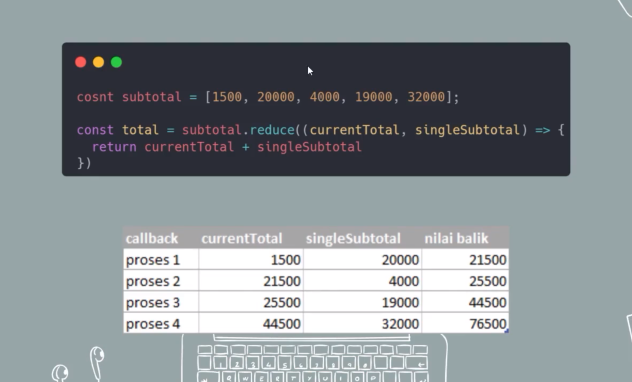 cosnt subtotal = [1500, 20000, 4000, 19000, 32000];
const total = subtotal.reduce((currentTotal, singleSubtotal) => {
return currentTotal + singleSubtotal
})
callback currentTotal singleSubtotal nilai balik
proses 1 1500 20000 21500
proses 2 21500 4000 25500
proses 3 25500 19000 44500
proses 4 44500 32000 76500